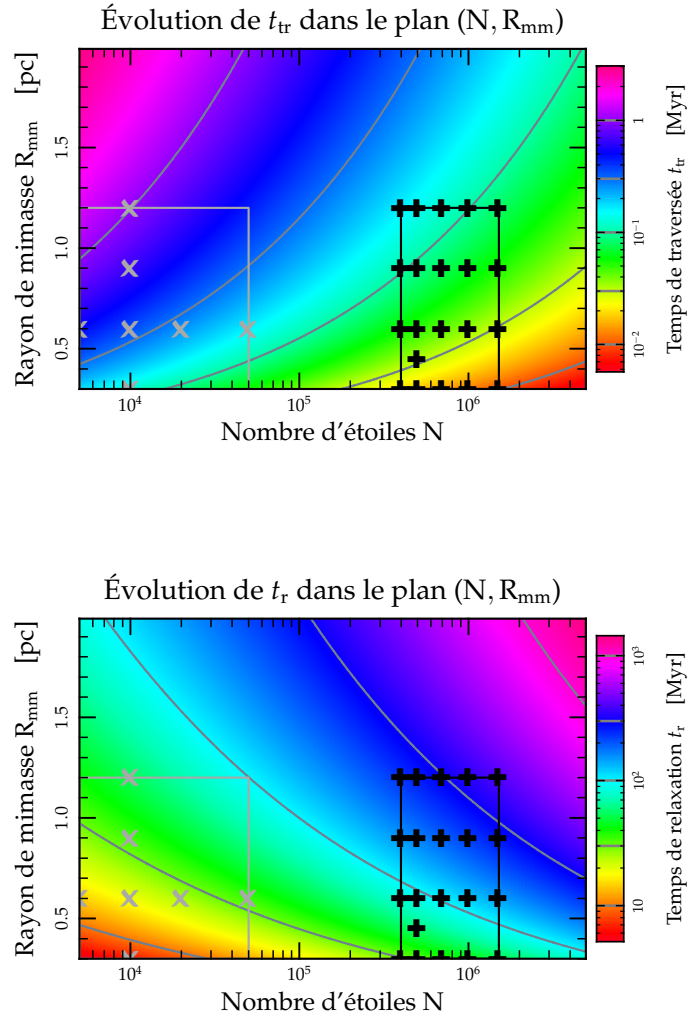 Évolution de t_tr dans le plan (N, R_mm)
Rayon de mimasse R_mm [pc]
1.5
1.0
0.5
10^4
10^5
10^6
Nombre d'étoiles N
1
10^−1
10^−2
Temps de traversée t_tr [Myr]
Évolution de t_r dans le plan (N, R_mm)
Rayon de mimasse R_mm [pc]
1.5
1.0
0.5
10^4
10^5
10^6
Nombre d'étoiles N
10^3
10^2
10
Temps de relaxation t_r [Myr]